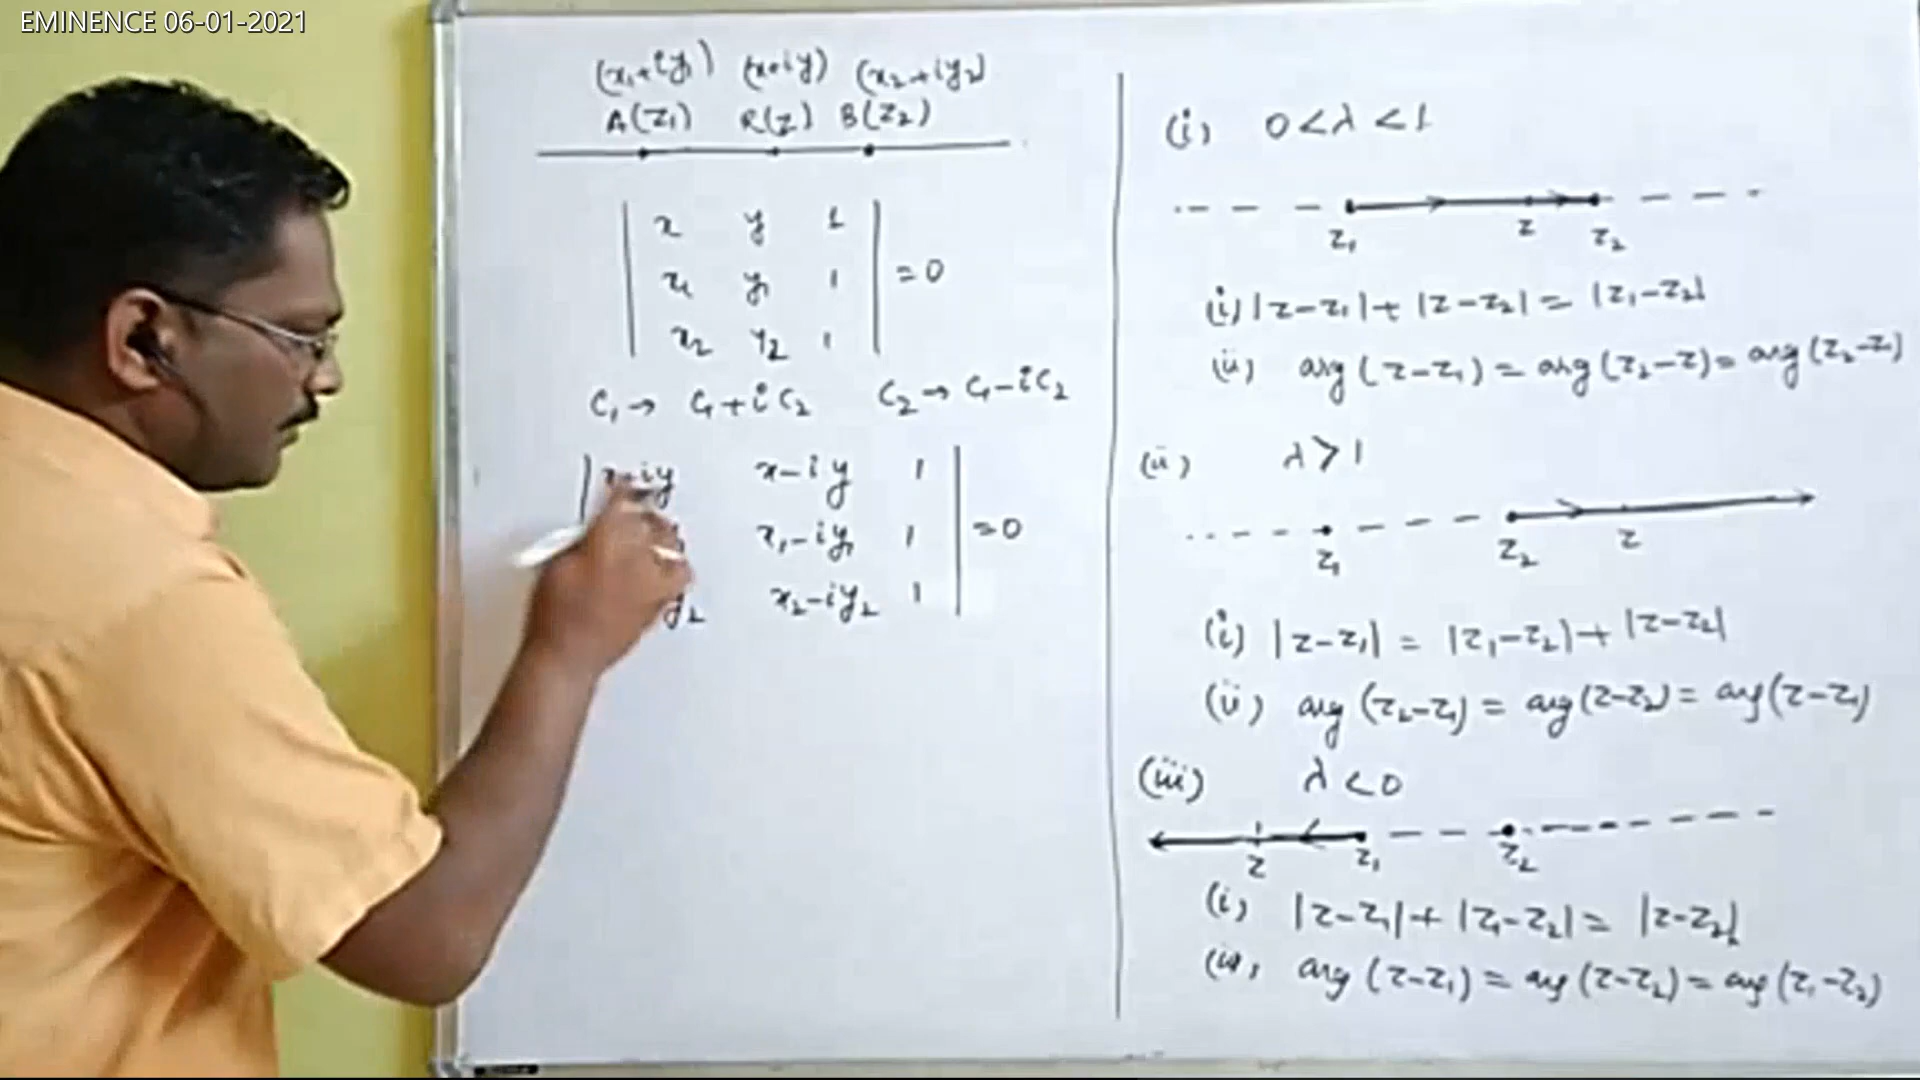 EMINENCE 06-01-2021
(x₁+iy₁) (x+iy) (x₂+iy₂)
A(z₁) R(z) B(z₂)
| x y 1 |
| x₁ y₁ 1 | = 0
| x₂ y₂ 1 |
C₁ → C₁+iC₂ C₂ → C₁-iC₂
| x+iy x-iy 1 |
x₁-iy₁ 1 | = 0
y₂ x₂-iy₂ 1 |
(i) 0<λ<1
z₁ z z₂
(i) |z-z₁|+|z-z₂| = |z₁-z₂|
(ii) arg(z-z₁) = arg(z₂-z) = arg(z₂-z₁)
(ii) λ>1
z₁ z₂ z
(i) |z-z₁| = |z₁-z₂|+|z-z₂|
(ii) arg(z₂-z₁) = arg(z-z₂) = arg(z-z₁)
(iii) λ<0
z z₁ z₂
(i) |z-z₁|+|z₁-z₂| = |z-z₂|
(ii) arg(z-z₁) = arg(z-z₂) = arg(z₁-z₂)